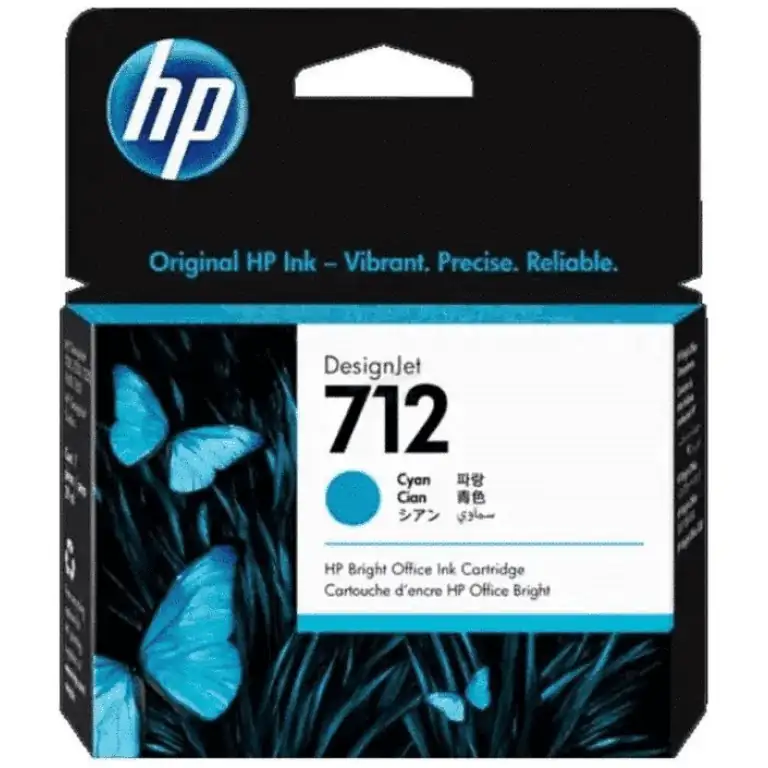 hp
Original HP Ink – Vibrant. Precise. Reliable.
DesignJet
712
Cyan 파랑
Cian 青色
シアン سماوي
HP Bright Office Ink Cartridge
Cartouche d'encre HP Office Bright